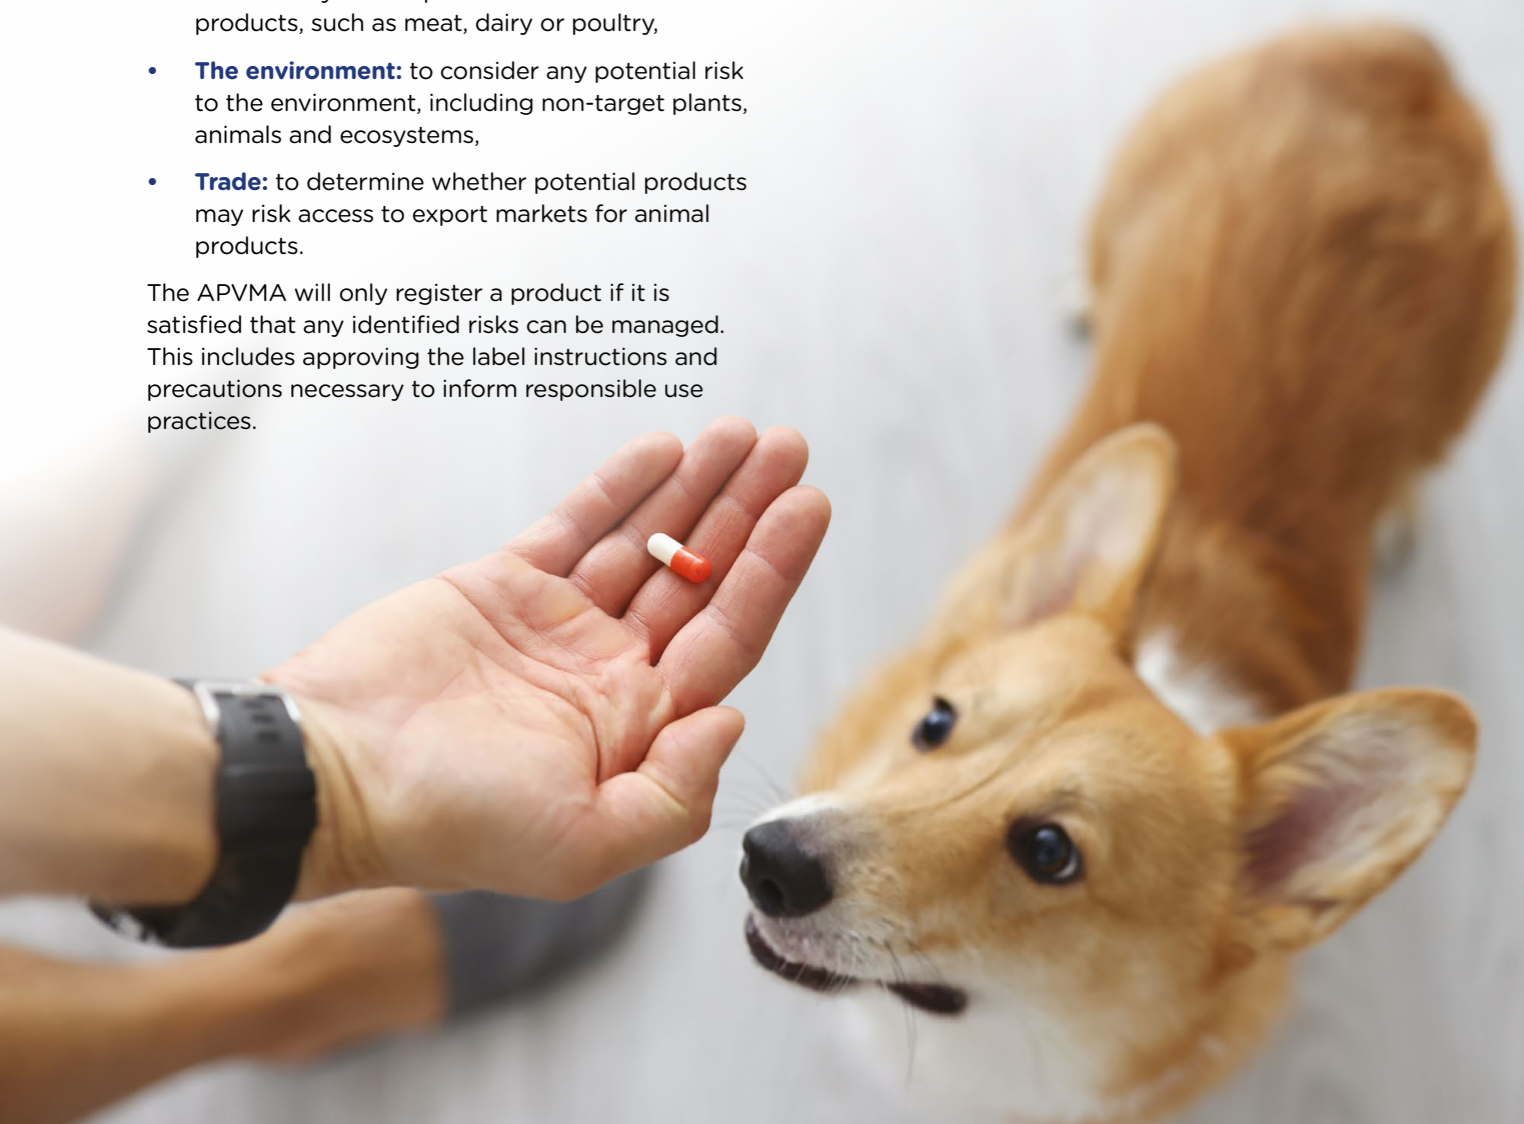 products, such as meat, dairy or poultry,
• The environment: to consider any potential risk
to the environment, including non-target plants,
animals and ecosystems,
• Trade: to determine whether potential products
may risk access to export markets for animal
products.
The APVMA will only register a product if it is
satisfied that any identified risks can be managed.
This includes approving the label instructions and
precautions necessary to inform responsible use
practices.